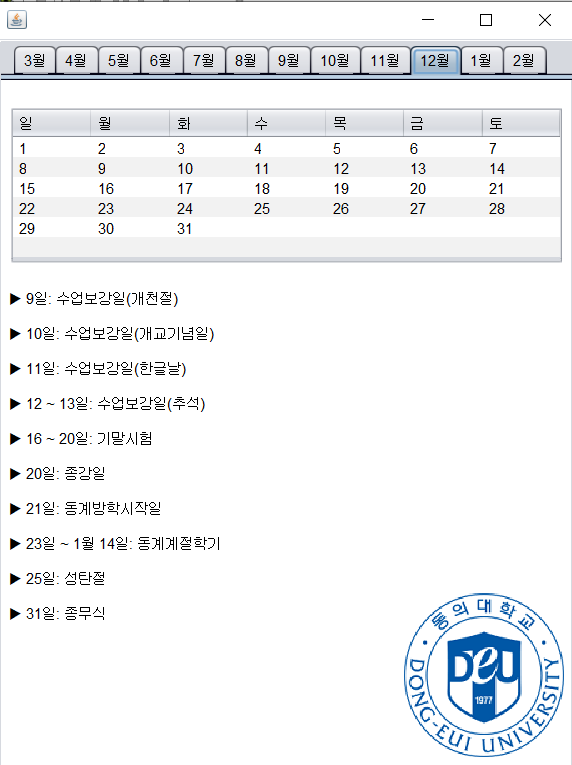 3월 4월 5월 6월 7월 8월 9월 10월 11월 12월 1월 2월
일 월 화 수 목 금 토
1 2 3 4 5 6 7
8 9 10 11 12 13 14
15 16 17 18 19 20 21
22 23 24 25 26 27 28
29 30 31
▶ 9일: 수업보강일(개천절)
▶ 10일: 수업보강일(개교기념일)
▶ 11일: 수업보강일(한글날)
▶ 12 ~ 13일: 수업보강일(추석)
▶ 16 ~ 20일: 기말시험
▶ 20일: 종강일
▶ 21일: 동계방학시작일
▶ 23일 ~ 1월 14일: 동계계절학기
▶ 25일: 성탄절
▶ 31일: 종무식
동의대학교
DEU
1977
DONG-EUI UNIVERSITY